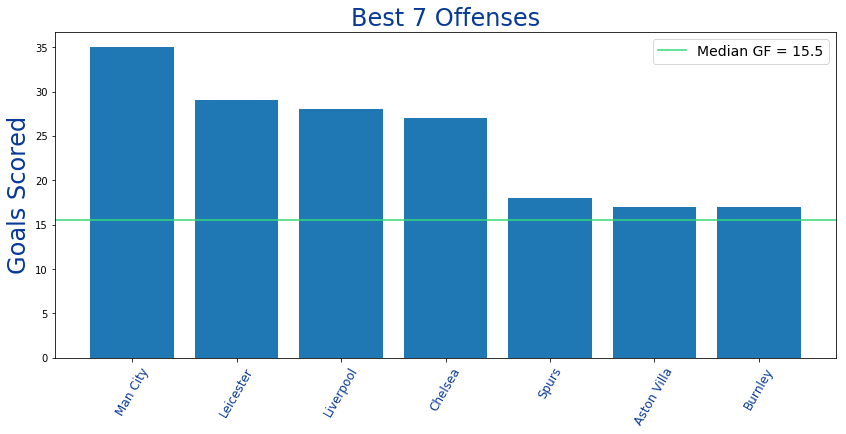 Best 7 Offenses
Median GF = 15.5
Goals Scored
35
30
25
20
15
10
5
0
Man City
Leicester
Liverpool
Chelsea
Spurs
Aston Villa
Burnley